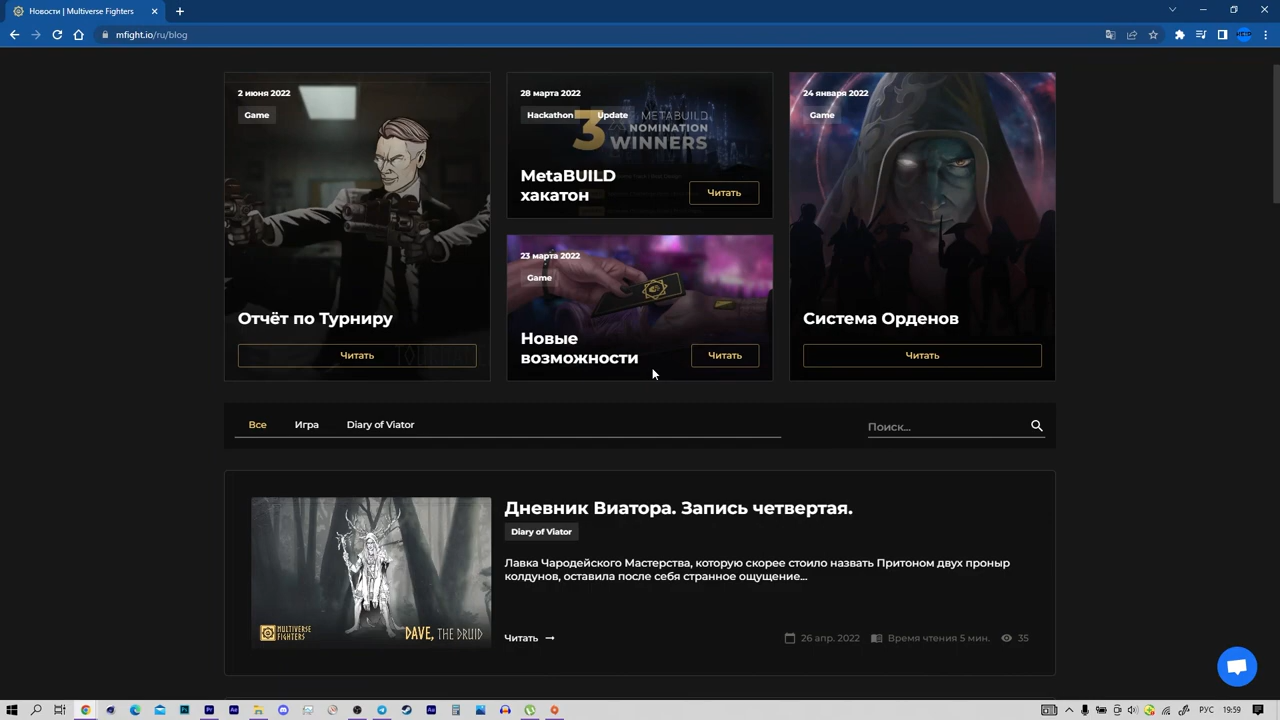 Новости | Multiverse Fighters
mfight.io/ru/blog
2 июня 2022
Game
Отчёт по Турниру
Читать
28 марта 2022
Hackathon
Update
3
METABUILD
NOMINATION
WINNERS
MetaBUILD
хакатон
Читать
23 марта 2022
Game
Новые
возможности
Читать
24 января 2022
Game
Система Орденов
Читать
Все
Игра
Diary of Viator
Поиск...
Дневник Виатора. Запись четвертая.
Diary of Viator
Лавка Чародейского Мастерства, которую скорее стоило назвать Притоном двух проныр
колдунов, оставила после себя странное ощущение...
MULTIVERSE
FIGHTERS
DAVE, THE DRUID
Читать
26 апр. 2022
Время чтения 5 мин.
35
РУС
19:59